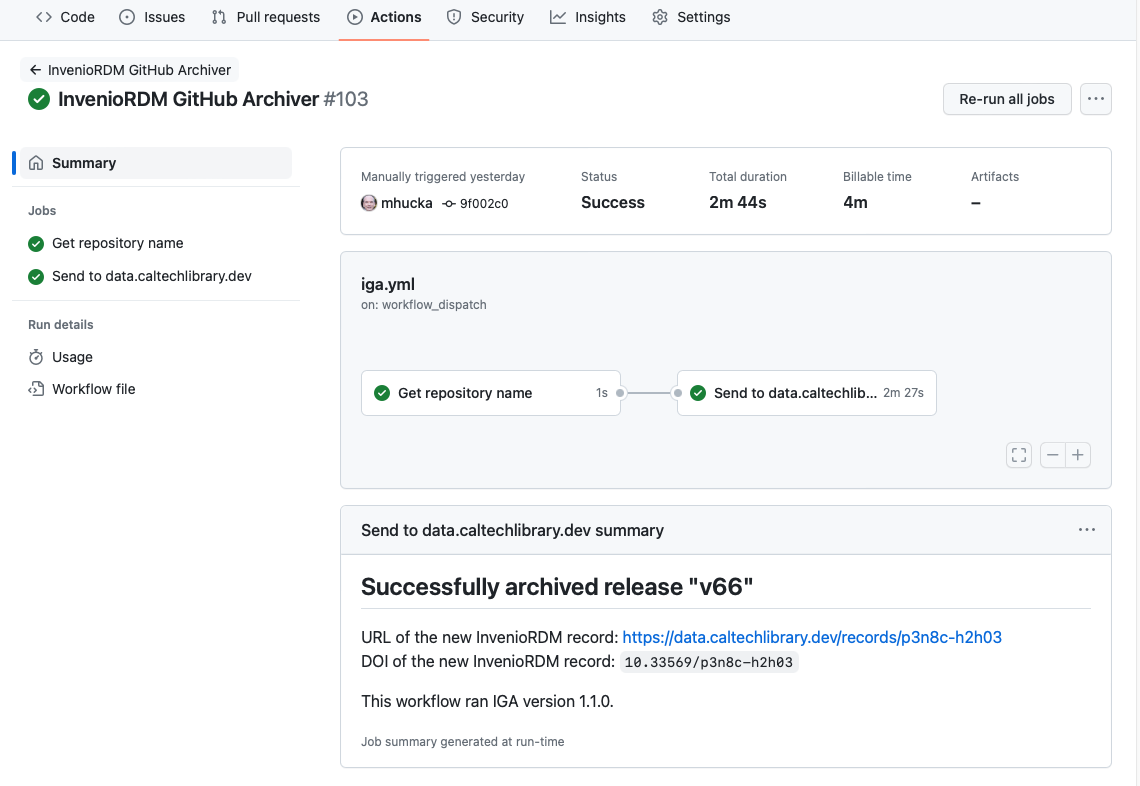 Code Issues Pull requests Actions Security Insights Settings
InvenioRDM GitHub Archiver
InvenioRDM GitHub Archiver #103
Re-run all jobs
Summary
Jobs
Get repository name
Send to data.caltechlibrary.dev
Run details
Usage
Workflow file
Manually triggered yesterday Status Total duration Billable time Artifacts
mhucka 9f002c0 Success 2m 44s 4m –
iga.yml
on: workflow_dispatch
Get repository name 1s Send to data.caltechlib... 2m 27s
Send to data.caltechlibrary.dev summary
Successfully archived release "v66"
URL of the new InvenioRDM record: https://data.caltechlibrary.dev/records/p3n8c-h2h03
DOI of the new InvenioRDM record: 10.33569/p3n8c-h2h03
This workflow ran IGA version 1.1.0.
Job summary generated at run-time